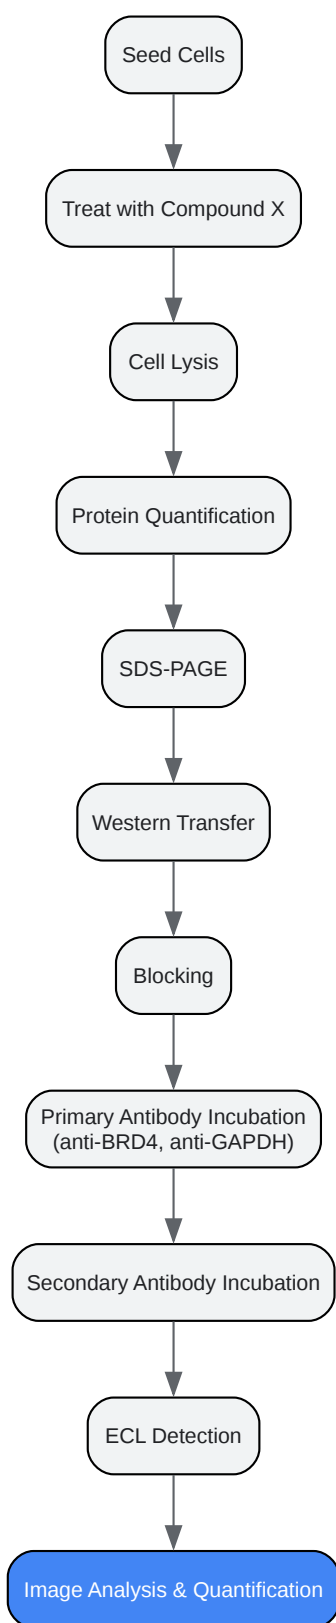 Seed Cells
Treat with Compound X
Cell Lysis
Protein Quantification
SDS-PAGE
Western Transfer
Blocking
Primary Antibody Incubation
(anti-BRD4, anti-GAPDH)
Secondary Antibody Incubation
ECL Detection
Image Analysis & Quantification